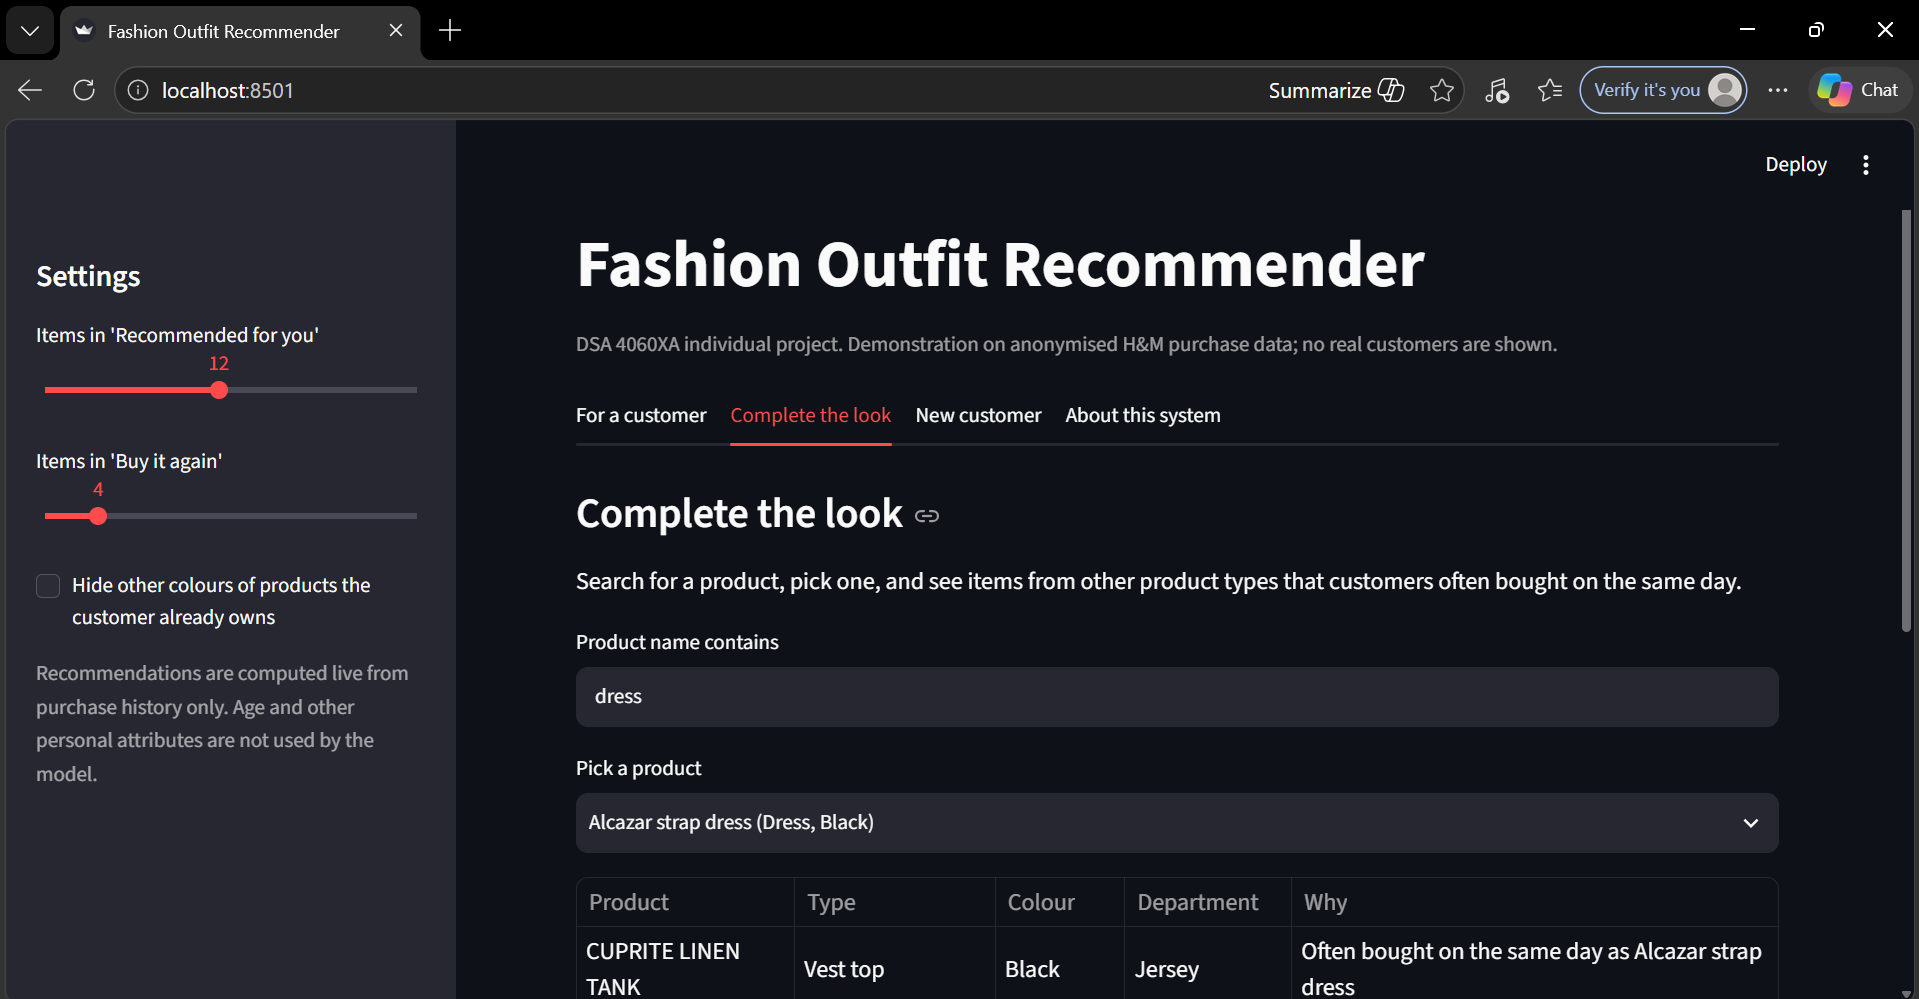 Fashion Outfit Recommender
localhost:8501
Summarize
Verify it's you
Chat
Deploy
Settings
Items in 'Recommended for you'
12
Items in 'Buy it again'
4
Hide other colours of products the
customer already owns
Recommendations are computed live from
purchase history only. Age and other
personal attributes are not used by the
model.
Fashion Outfit Recommender
DSA 4060XA individual project. Demonstration on anonymised H&M purchase data; no real customers are shown.
For a customer Complete the look New customer About this system
Complete the look
Search for a product, pick one, and see items from other product types that customers often bought on the same day.
Product name contains
dress
Pick a product
Alcazar strap dress (Dress, Black)
Product Type Colour Department Why
CUPRITE LINEN
TANK
Vest top
Black
Jersey
Often bought on the same day as Alcazar strap
dress